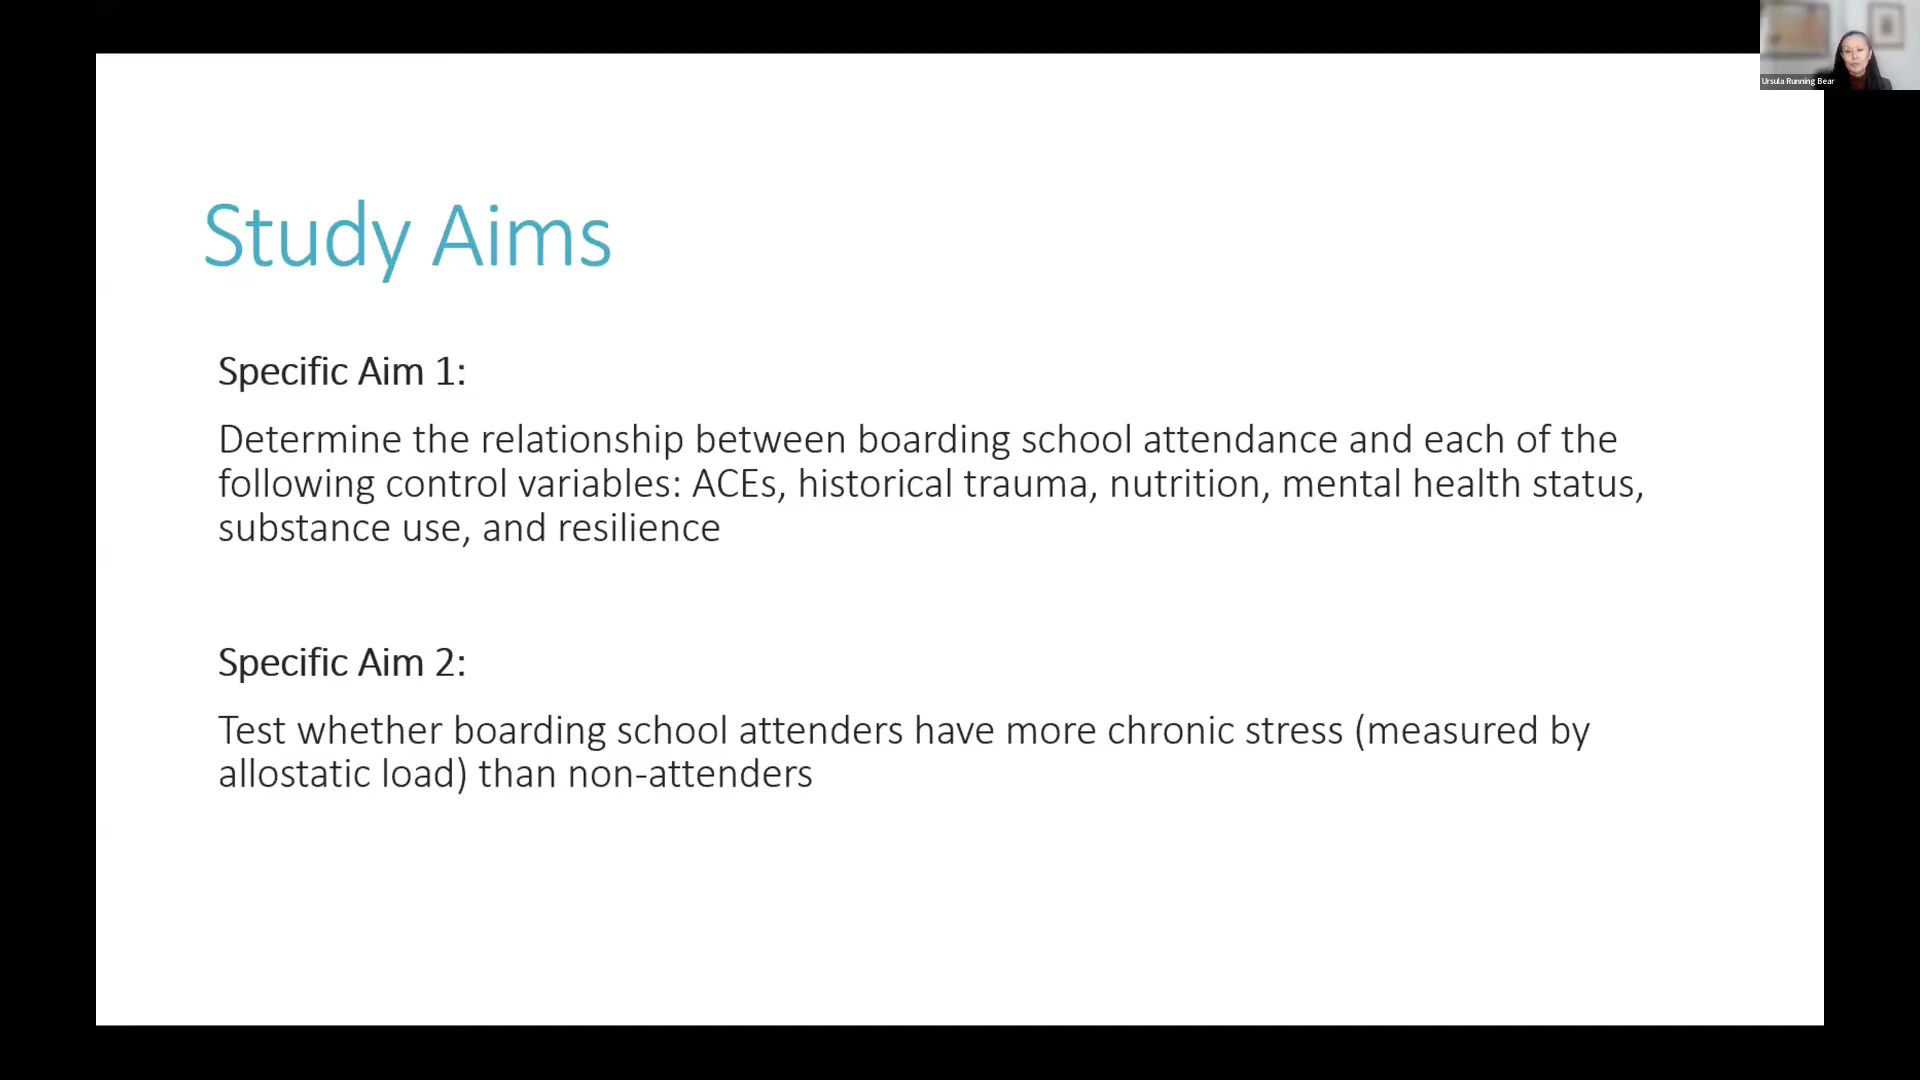 Ursula Running Bear
Study Aims
Specific Aim 1:
Determine the relationship between boarding school attendance and each of the
following control variables: ACEs, historical trauma, nutrition, mental health status,
substance use, and resilience
Specific Aim 2:
Test whether boarding school attenders have more chronic stress (measured by
allostatic load) than non-attenders